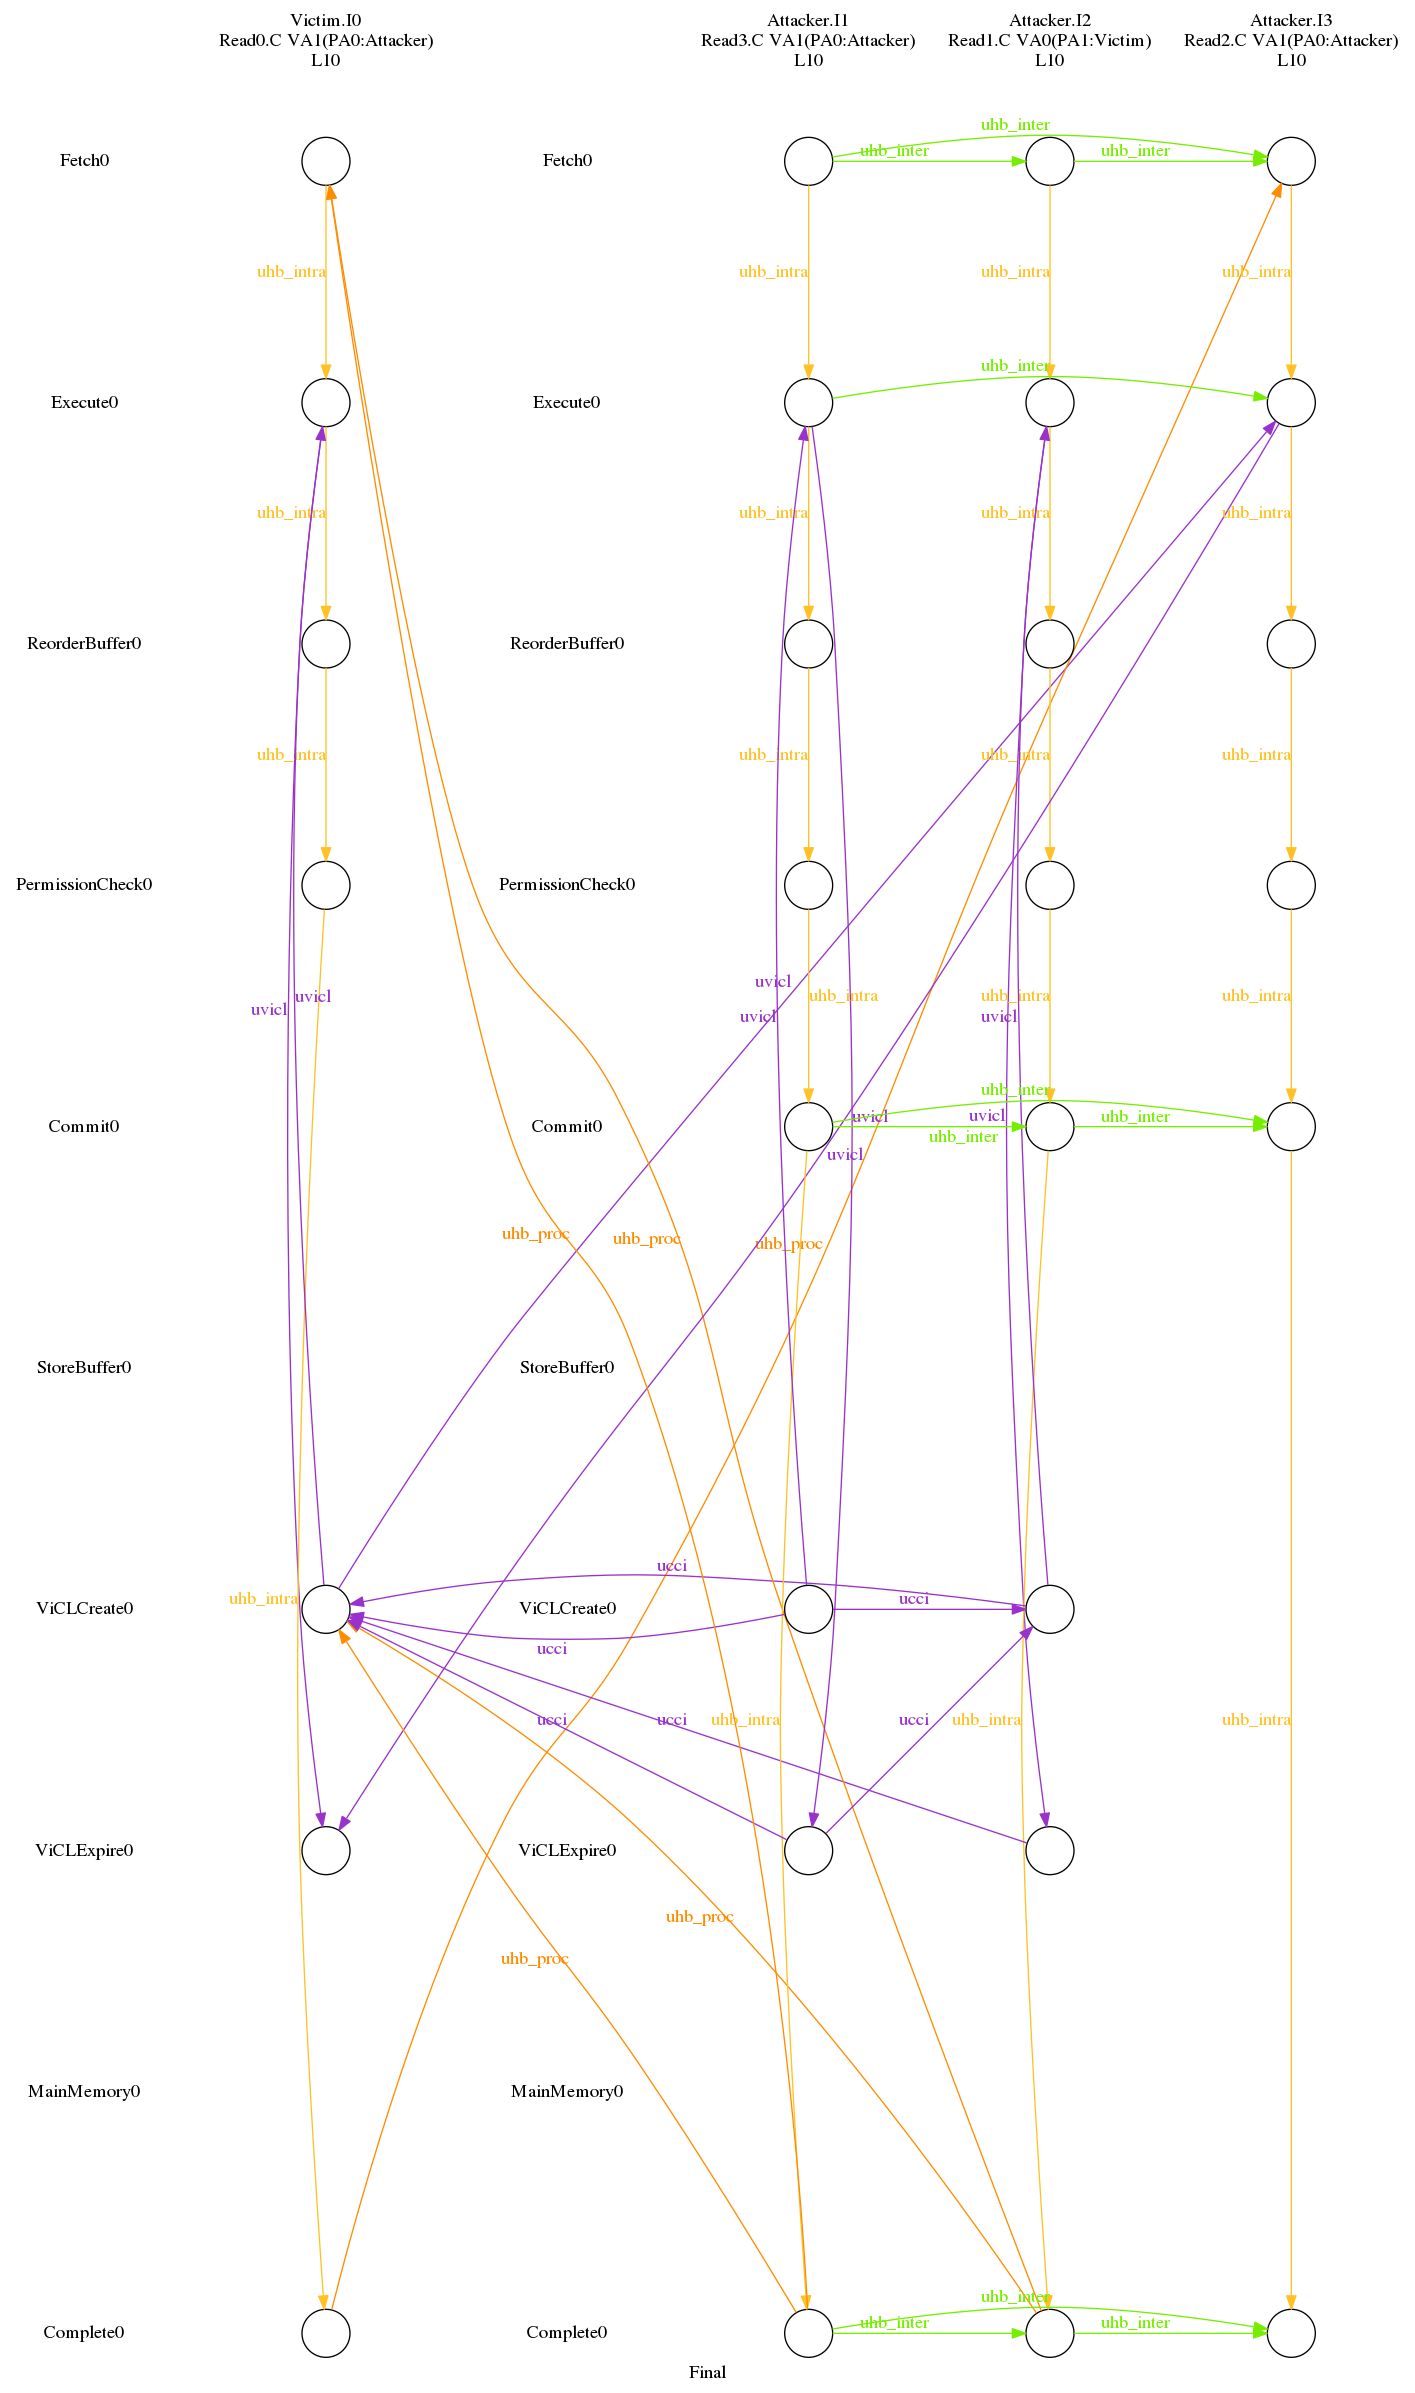 Victim.I0
Read0.C VA1(PA0:Attacker)
L10
Attacker.I1
Read3.C VA1(PA0:Attacker)
L10
Attacker.I2
Read1.C VA0(PA1:Victim)
L10
Attacker.I3
Read2.C VA1(PA0:Attacker)
L10
uhb_inter
Fetch0
Fetch0
uhb_inter
uhb_inter
uhb_intra
uhb_intra
uhb_intra
uhb_intra
uhb_inter
Execute0
Execute0
uhb_intra
uhb_intra
uhb_intra
uhb_intra
ReorderBuffer0
ReorderBuffer0
uhb_intra
uhb_intra
uhb_intra
uhb_intra
PermissionCheck0
PermissionCheck0
uvicl
uvicl
uvicl
uhb_intra
uhb_intra
uhb_intra
uvicl
uvicl
uhb_inter
Commit0
Commit0
uvicl
uvicl
uhb_inter
uhb_inter
uvicl
uhb_proc
uhb_proc
uhb_proc
StoreBuffer0
StoreBuffer0
ucci
uhb_intra
ucci
ViCLCreate0
ViCLCreate0
ucci
ucci
ucci
uhb_intra
ucci
uhb_intra
uhb_intra
ViCLExpire0
ViCLExpire0
uhb_proc
uhb_proc
MainMemory0
MainMemory0
uhb_inter
Complete0
Complete0
uhb_inter
uhb_inter
Final